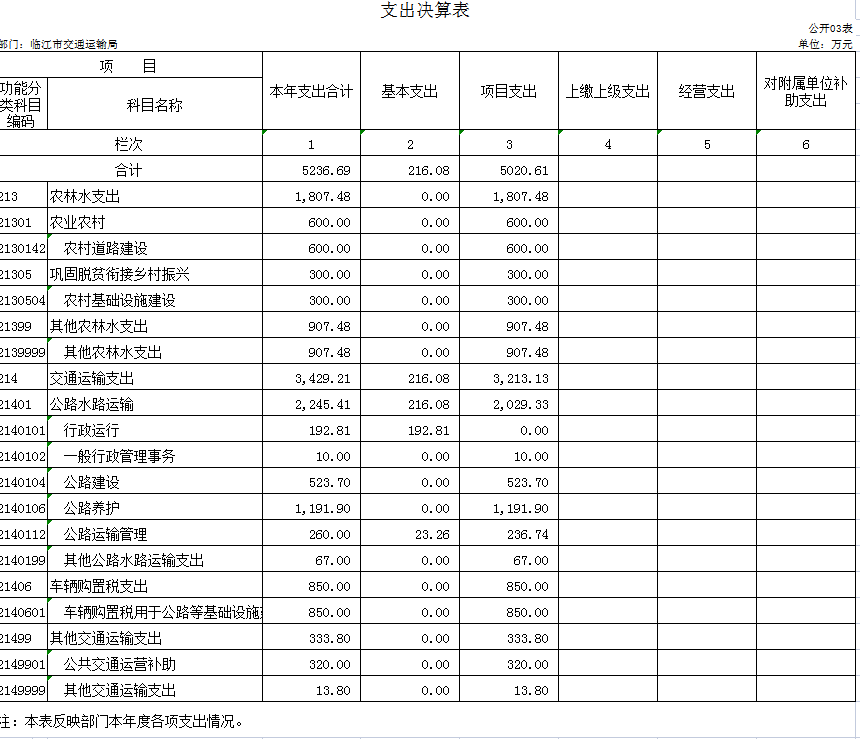 支出决算表
公开03表
部门：临江市交通运输局 单位：万元
项 目 本年支出合计 基本支出 项目支出 上缴上级支出 经营支出 对附属单位补助支出
功能分类科目编码 科目名称
栏次 1 2 3 4 5 6
合计 5236.69 216.08 5020.61
213 农林水支出 1,807.48 0.00 1,807.48
21301 农业农村 600.00 0.00 600.00
2130142 农村道路建设 600.00 0.00 600.00
21305 巩固脱贫衔接乡村振兴 300.00 0.00 300.00
2130504 农村基础设施建设 300.00 0.00 300.00
21399 其他农林水支出 907.48 0.00 907.48
2139999 其他农林水支出 907.48 0.00 907.48
214 交通运输支出 3,429.21 216.08 3,213.13
21401 公路水路运输 2,245.41 216.08 2,029.33
2140101 行政运行 192.81 192.81 0.00
2140102 一般行政管理事务 10.00 0.00 10.00
2140104 公路建设 523.70 0.00 523.70
2140106 公路养护 1,191.90 0.00 1,191.90
2140112 公路运输管理 260.00 23.26 236.74
2140199 其他公路水路运输支出 67.00 0.00 67.00
21406 车辆购置税支出 850.00 0.00 850.00
2140601 车辆购置税用于公路等基础设施 850.00 0.00 850.00
21499 其他交通运输支出 333.80 0.00 333.80
2149901 公共交通运营补助 320.00 0.00 320.00
2149999 其他交通运输支出 13.80 0.00 13.80
注：本表反映部门本年度各项支出情况。